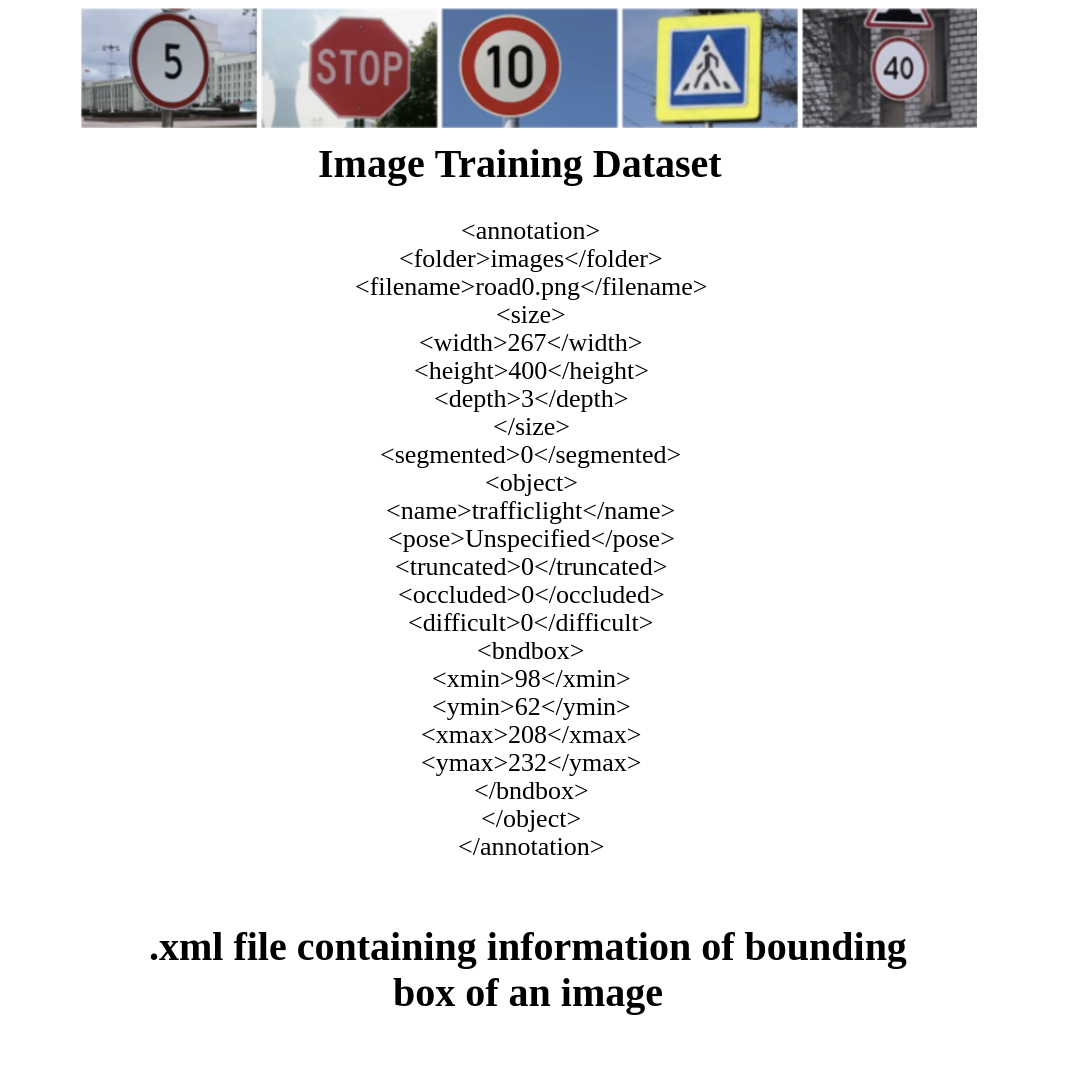 5 STOP 10 40
Image Training Dataset
<annotation>
<folder>images</folder>
<filename>road0.png</filename>
<size>
<width>267</width>
<height>400</height>
<depth>3</depth>
</size>
<segmented>0</segmented>
<object>
<name>trafficlight</name>
<pose>Unspecified</pose>
<truncated>0</truncated>
<occluded>0</occluded>
<difficult>0</difficult>
<bndbox>
<xmin>98</xmin>
<ymin>62</ymin>
<xmax>208</xmax>
<ymax>232</ymax>
</bndbox>
</object>
</annotation>
.xml file containing information of bounding
box of an image